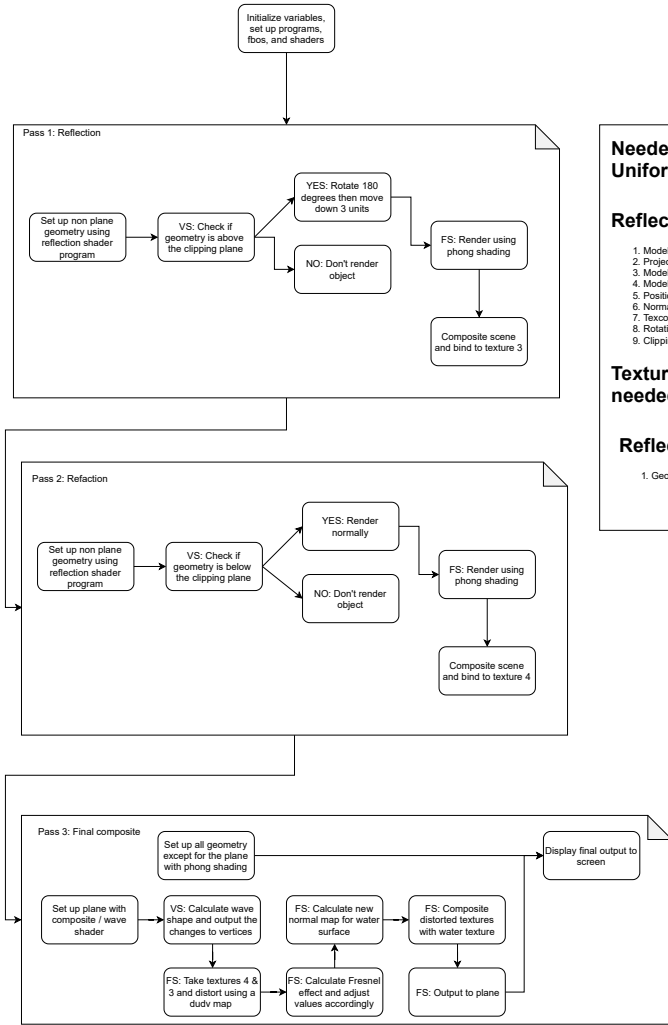 Initialize variables,
set up programs,
fbos, and shaders
Pass 1: Reflection
Set up non plane
geometry using
reflection shader
program
VS: Check if
geometry is above
the clipping plane
YES: Rotate 180
degrees then move
down 3 units
NO: Don't render
object
FS: Render using
phong shading
Composite scene
and bind to texture 3
Pass 2: Refaction
Set up non plane
geometry using
reflection shader
program
VS: Check if
geometry is below
the clipping plane
YES: Render
normally
NO: Don't render
object
FS: Render using
phong shading
Composite scene
and bind to texture 4
Pass 3: Final composite
Set up all geometry
except for the plane
with phong shading
Display final output to
screen
Set up plane with
composite / wave
shader
VS: Calculate wave
shape and output the
changes to vertices
FS: Take textures 4 &
3 and distort using a
dudv map
FS: Calculate Fresnel
effect and adjust
values accordingly
FS: Calculate new
normal map for water
surface
FS: Composite
distorted textures
with water texture
FS: Output to plane
Neede
Unifor
Reflec
1. Model
2. Projec
3. Model
4. Model
5. Positi
6. Norma
7. Texco
8. Rotati
9. Clippi
Textur
neede
Reflec
1. Geo